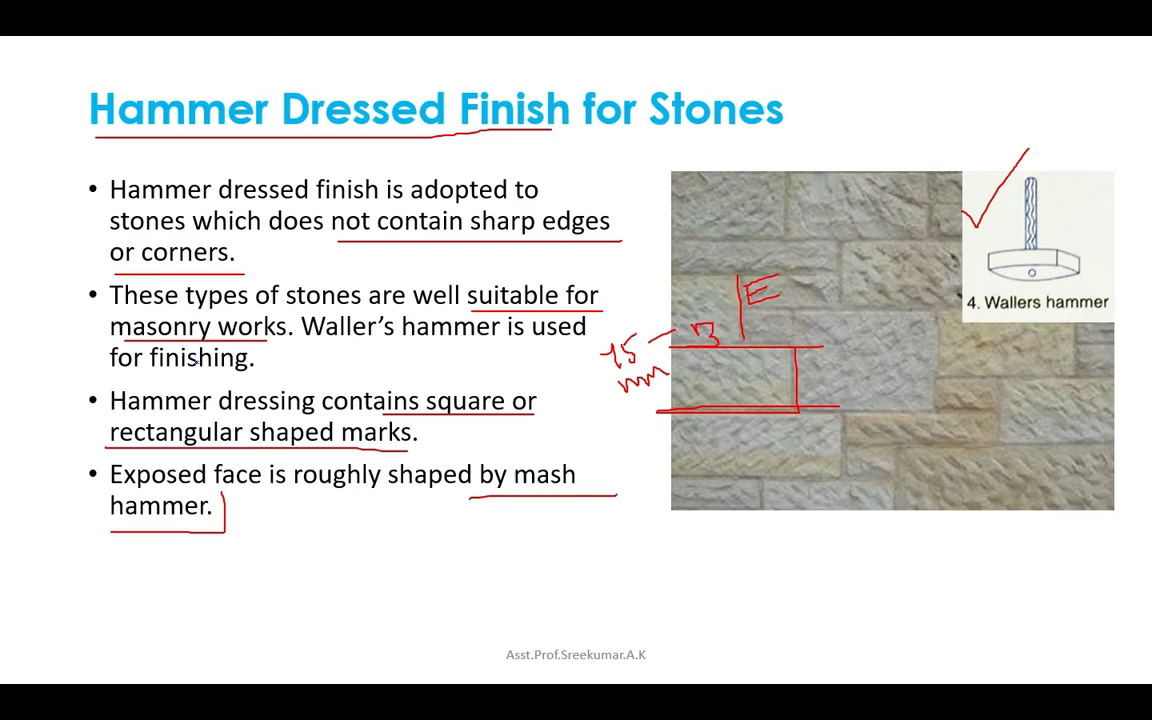 Hammer Dressed Finish for Stones
• Hammer dressed finish is adopted to
stones which does not contain sharp edges
or corners.
• These types of stones are well suitable for
masonry works. Waller’s hammer is used
for finishing.
• Hammer dressing contains square or
rectangular shaped marks.
• Exposed face is roughly shaped by mash
hammer.
4. Wallers hammer
E
15
mm
Asst.Prof.Sreekumar.A.K